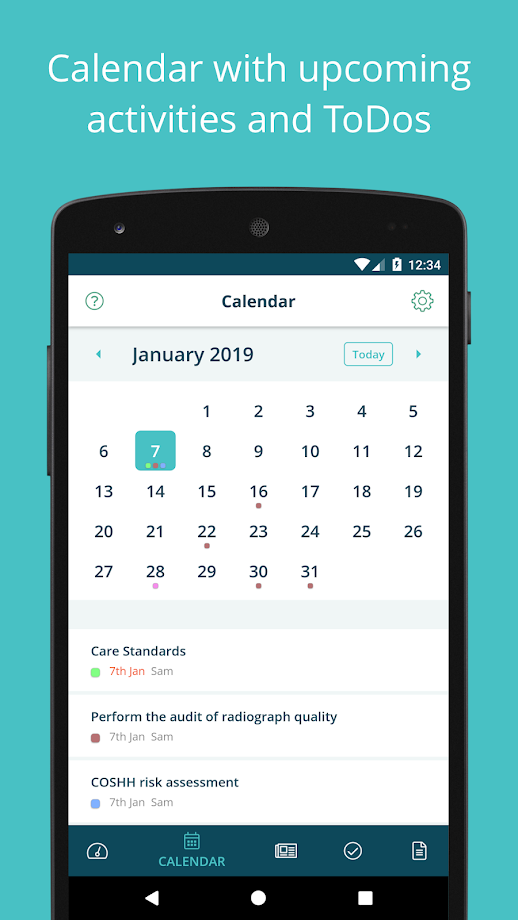 Calendar with upcoming
activities and ToDos
12:34
?
Calendar
January 2019
Today
1 2 3 4 5
6 7 8 9 10 11 12
13 14 15 16 17 18 19
20 21 22 23 24 25 26
27 28 29 30 31
Care Standards
7th Jan Sam
Perform the audit of radiograph quality
7th Jan Sam
COSHH risk assessment
7th Jan Sam
CALENDAR